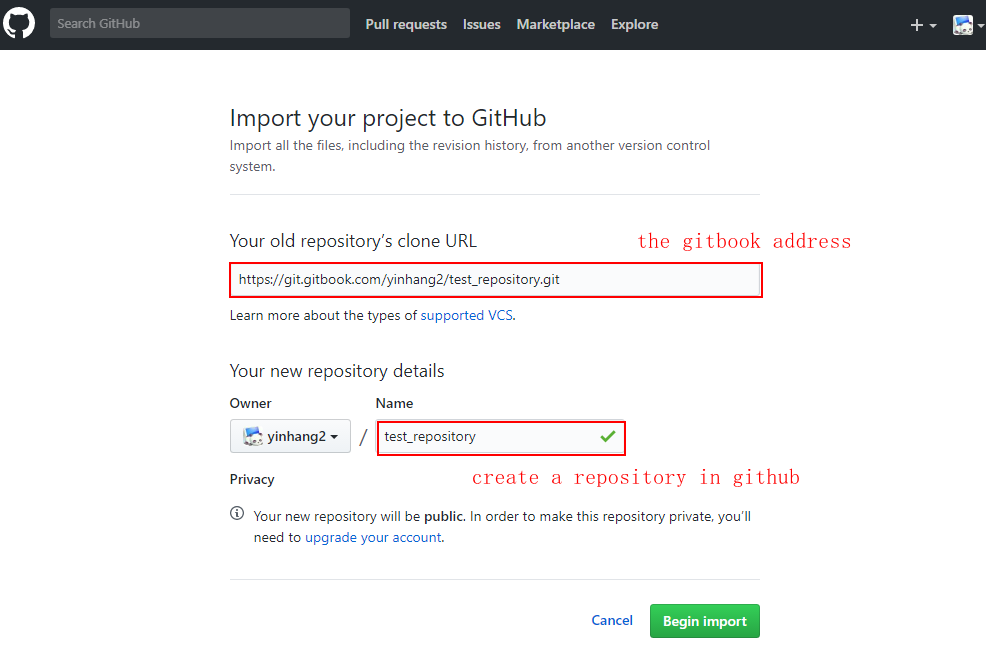 Search GitHub
Pull requests Issues Marketplace Explore
Import your project to GitHub
Import all the files, including the revision history, from another version control
system.
Your old repository’s clone URL
the gitbook address
https://git.gitbook.com/yinhang2/test_repository.git
Learn more about the types of supported VCS.
Your new repository details
Owner Name
yinhang2 / test_repository
create a repository in github
Privacy
Your new repository will be public. In order to make this repository private, you’ll
need to upgrade your account.
Cancel Begin import